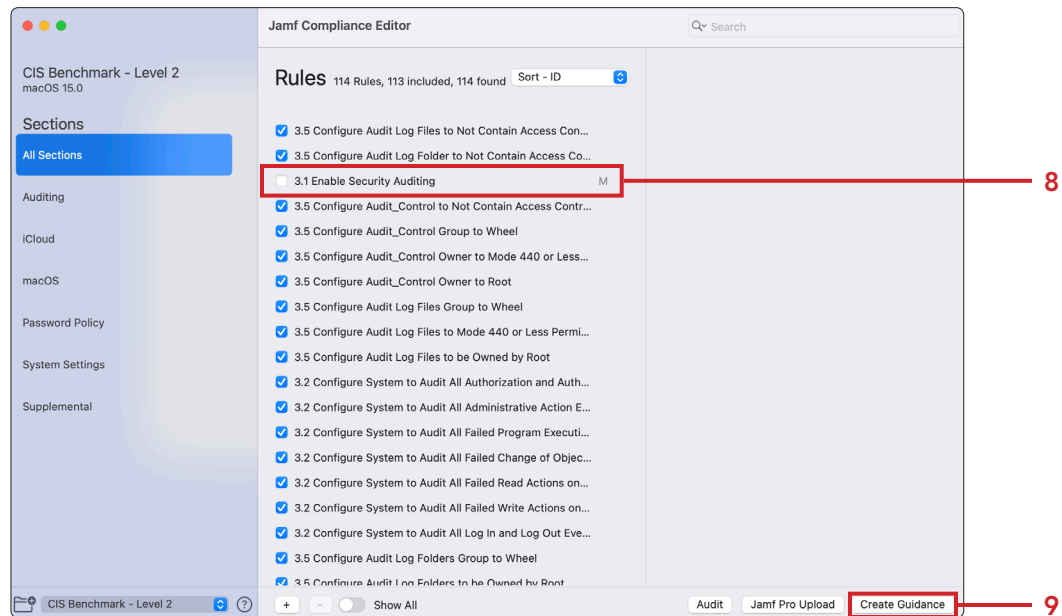 Jamf Compliance Editor
Search
CIS Benchmark - Level 2
macOS 15.0
Sections
All Sections
Auditing
iCloud
macOS
Password Policy
System Settings
Supplemental
CIS Benchmark - Level 2
?
Rules 114 Rules, 113 included, 114 found Sort - ID
3.5 Configure Audit Log Files to Not Contain Access Con...
3.5 Configure Audit Log Folder to Not Contain Access Co...
3.1 Enable Security Auditing M
8
3.5 Configure Audit_Control to Not Contain Access Contr...
3.5 Configure Audit_Control Group to Wheel
3.5 Configure Audit_Control Owner to Mode 440 or Less...
3.5 Configure Audit_Control Owner to Root
3.5 Configure Audit Log Files Group to Wheel
3.5 Configure Audit Log Files to Mode 440 or Less Permi...
3.5 Configure Audit Log Files to be Owned by Root
3.2 Configure System to Audit All Authorization and Auth...
3.2 Configure System to Audit All Administrative Action E...
3.2 Configure System to Audit All Failed Program Executi...
3.2 Configure System to Audit All Failed Change of Objec...
3.2 Configure System to Audit All Failed Read Actions on...
3.2 Configure System to Audit All Failed Write Actions on...
3.2 Configure System to Audit All Log In and Log Out Eve...
3.5 Configure Audit Log Folders Group to Wheel
3.5 Configure Audit Log Folders to be Owned by Root
+ - Show All
Audit Jamf Pro Upload Create Guidance
9